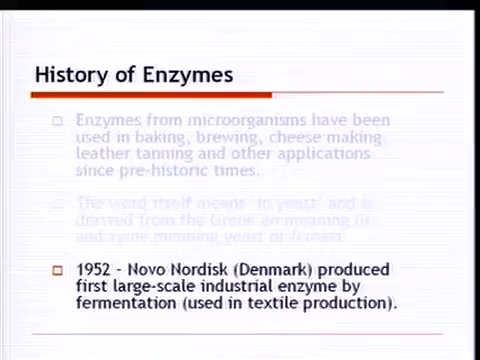 History of Enzymes
Enzymes from microorganisms have been
used in baking, brewing, cheese making,
leather tanning and other applications
since pre-historic times.
The word itself means 'in yeast' and is
derived from the Greek en meaning in
and zyme meaning yeast or leaven.
1952 - Novo Nordisk (Denmark) produced
first large-scale industrial enzyme by
fermentation (used in textile production).